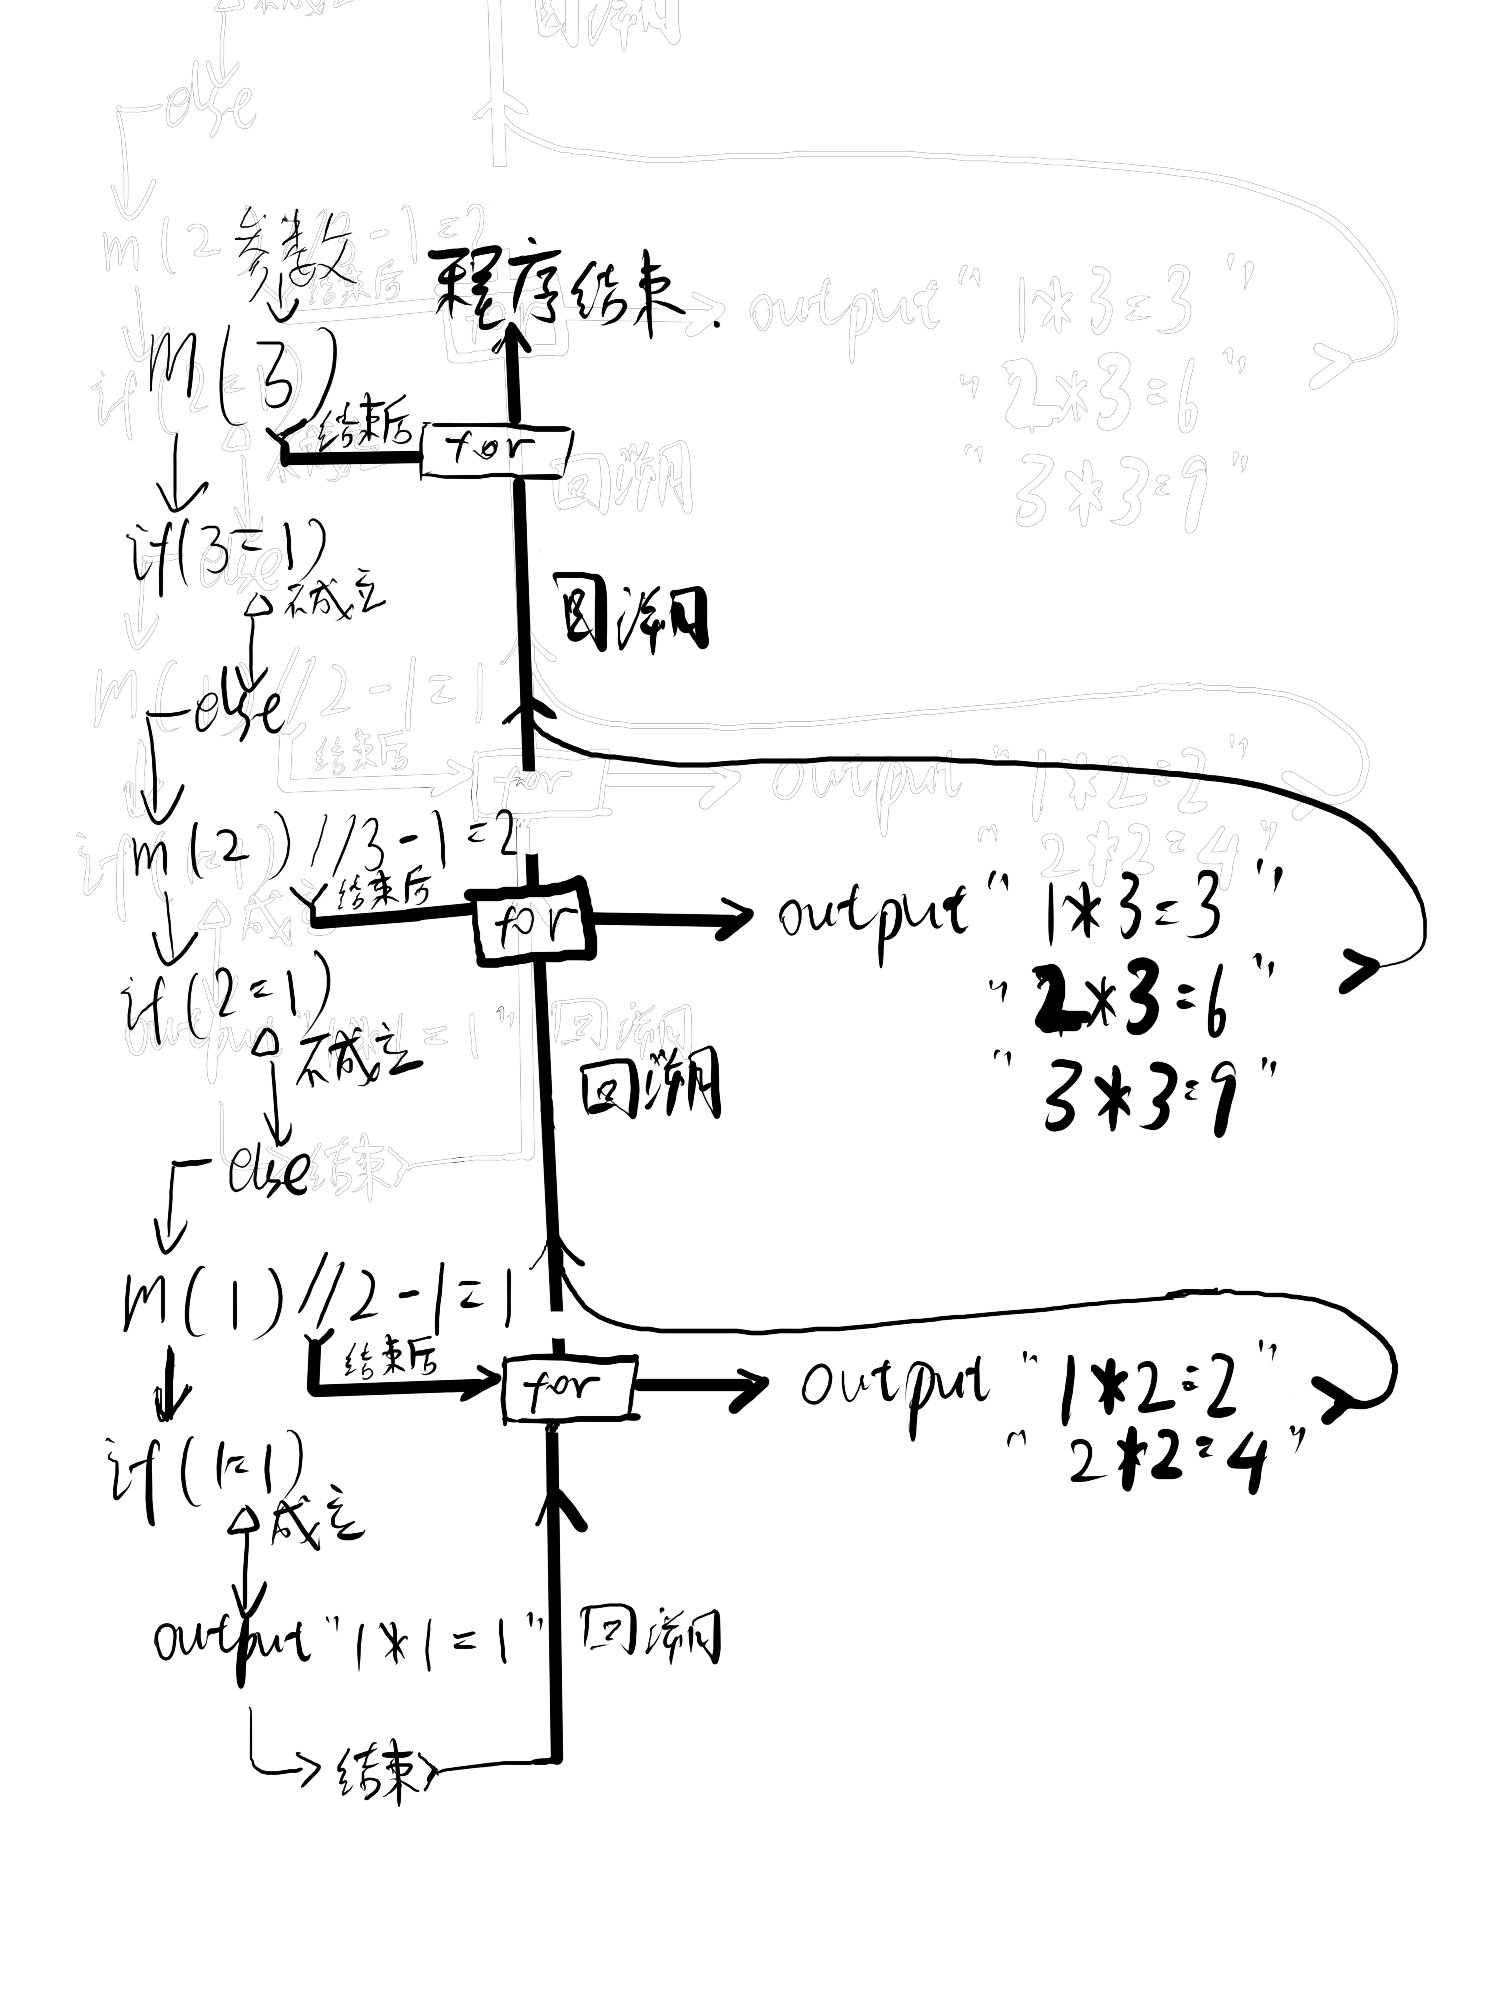 参数
程序结束.
m(3)
结束后
for
if(3=1)
不成立
回溯
else
m(2) //3-1=2
结束后
for
output " 1*3=3 "
" 2*3=6 "
" 3*3=9 "
if(2=1)
不成立
回溯
else
m(1) //2-1=1
结束后
for
output " 1*2=2 "
" 2*2=4 "
if(1=1)
成立
output "1*1=1"
回溯
结束